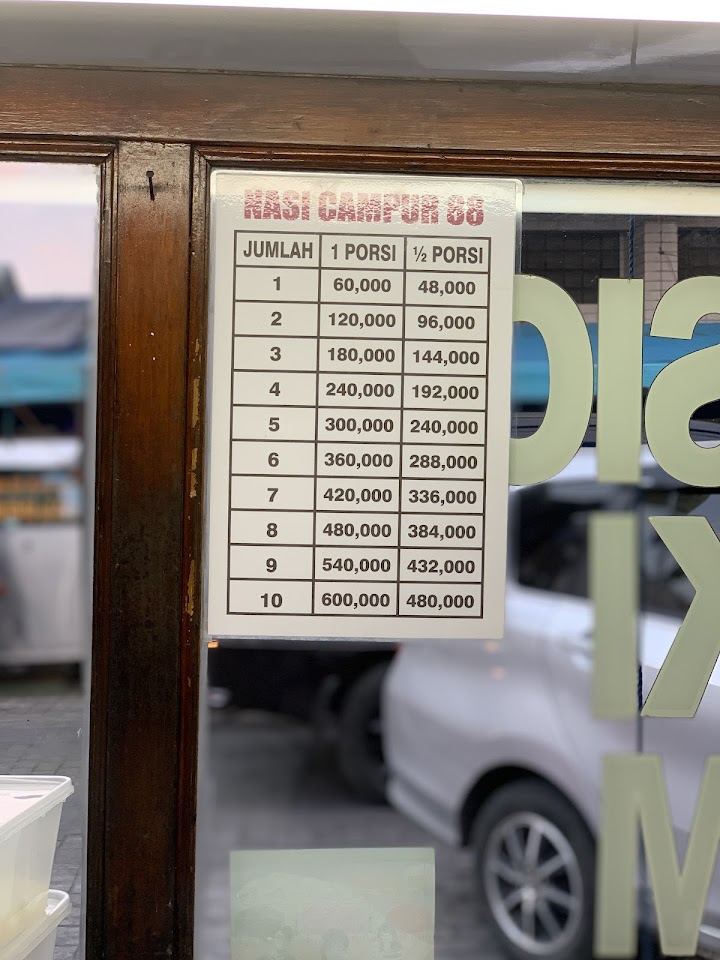 NASI CAMPUR 88
JUMLAH 1 PORSI ½ PORSI
1 60,000 48,000
2 120,000 96,000
3 180,000 144,000
4 240,000 192,000
5 300,000 240,000
6 360,000 288,000
7 420,000 336,000
8 480,000 384,000
9 540,000 432,000
10 600,000 480,000